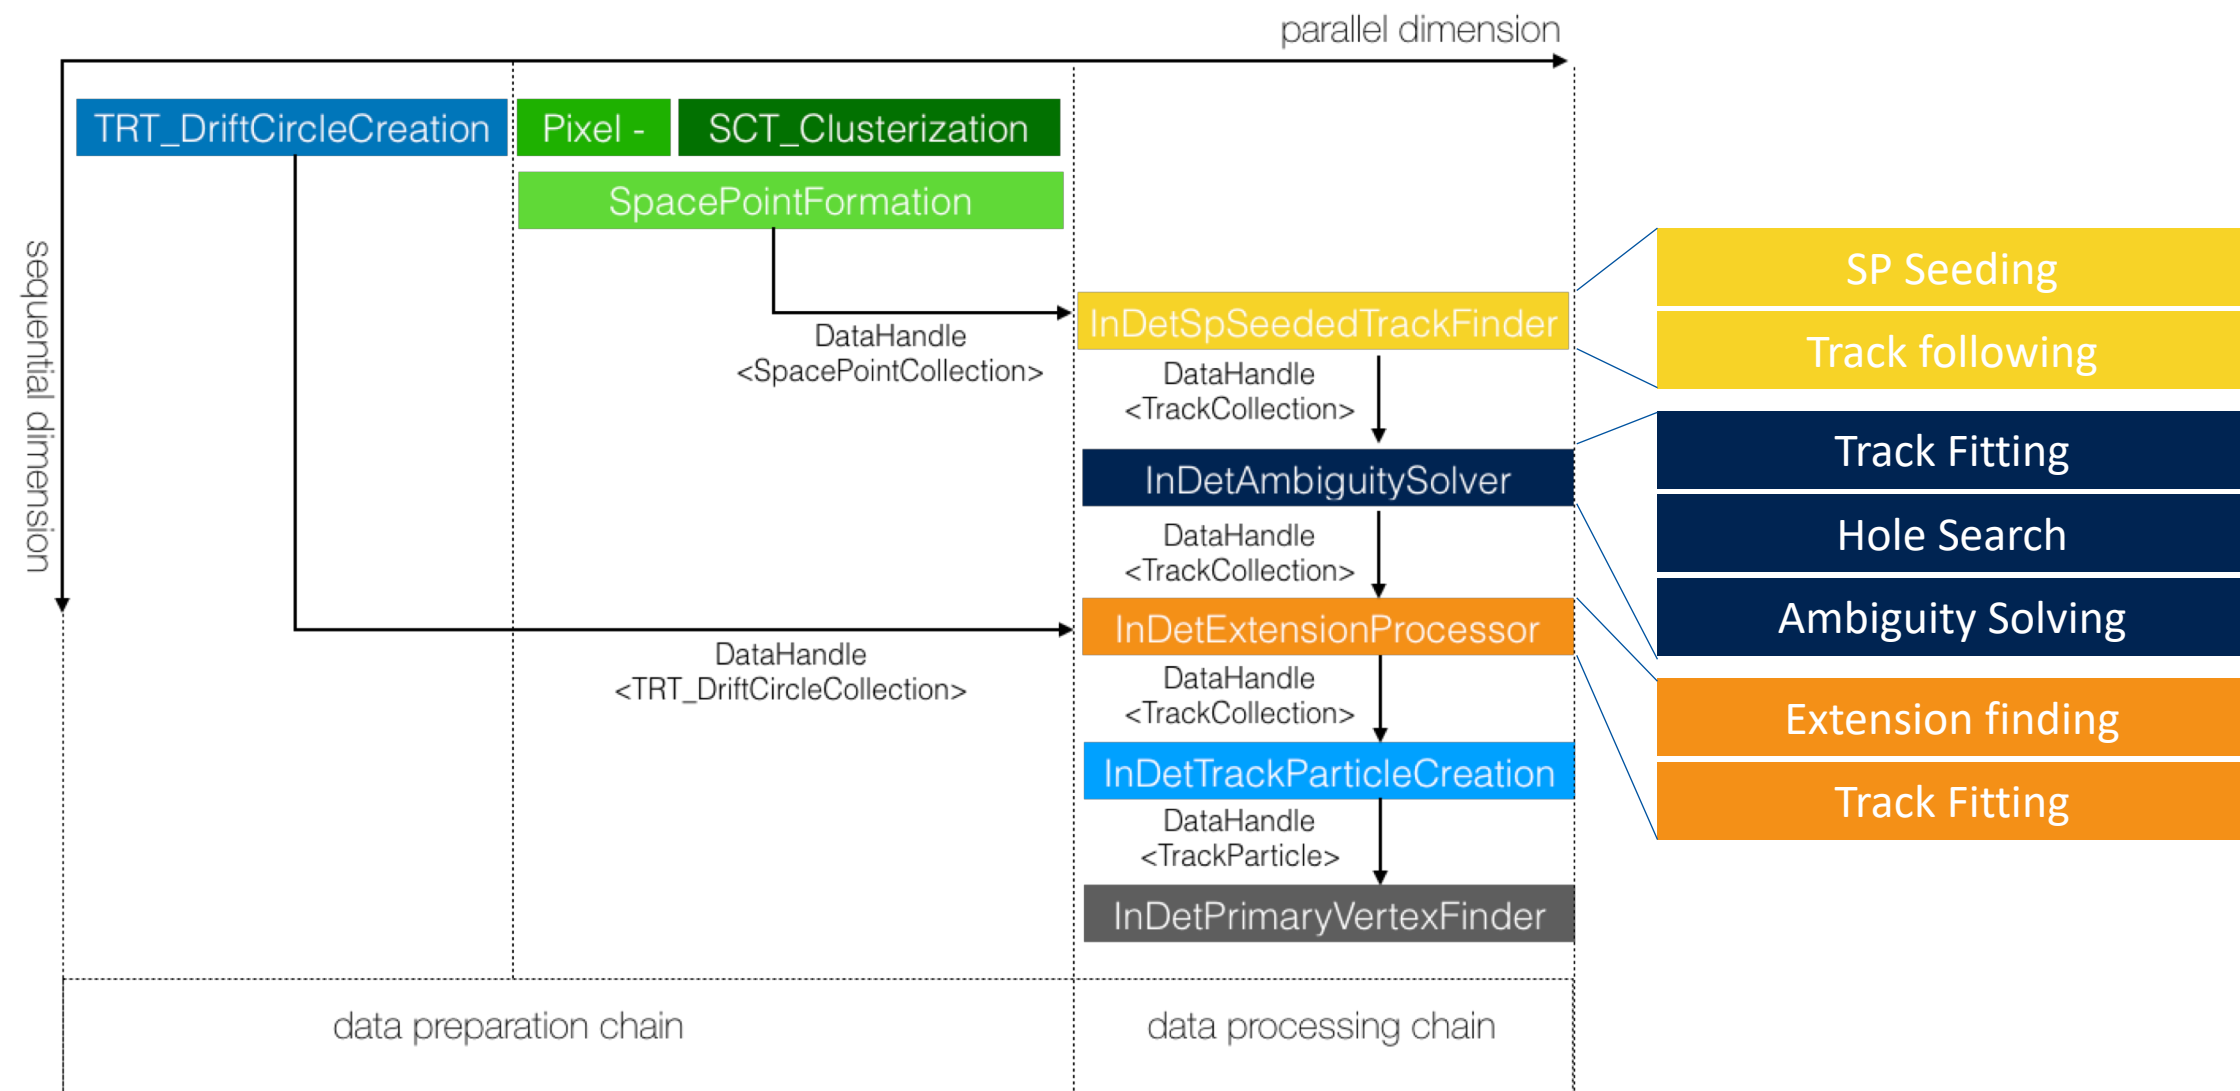 parallel dimension
TRT_DriftCircleCreation
Pixel -
SCT_Clusterization
SpacePointFormation
sequential dimension
DataHandle
<SpacePointCollection>
InDetSpSeededTrackFinder
DataHandle
<TrackCollection>
InDetAmbiguitySolver
DataHandle
<TrackCollection>
InDetExtensionProcessor
DataHandle
<TRT_DriftCircleCollection>
DataHandle
<TrackCollection>
InDetTrackParticleCreation
DataHandle
<TrackParticle>
InDetPrimaryVertexFinder
SP Seeding
Track following
Track Fitting
Hole Search
Ambiguity Solving
Extension finding
Track Fitting
data preparation chain
data processing chain